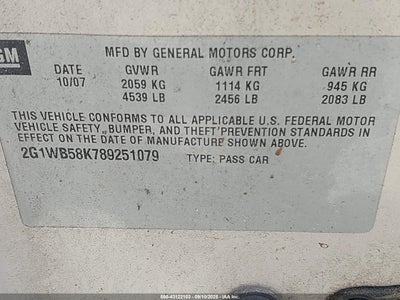 GM
MFD BY GENERAL MOTORS CORP.
DATE GVWR GAWR FRT GAWR RR
10/07 2059 KG 1114 KG 945 KG
4539 LB 2456 LB 2083 LB
THIS VEHICLE CONFORMS TO ALL APPLICABLE U.S. FEDERAL MOTOR
VEHICLE SAFETY, BUMPER, AND THEFT PREVENTION STANDARDS IN
EFFECT ON THE DATE OF MANUFACTURE SHOWN ABOVE.
2G1WB58K789251079 TYPE: PASS CAR